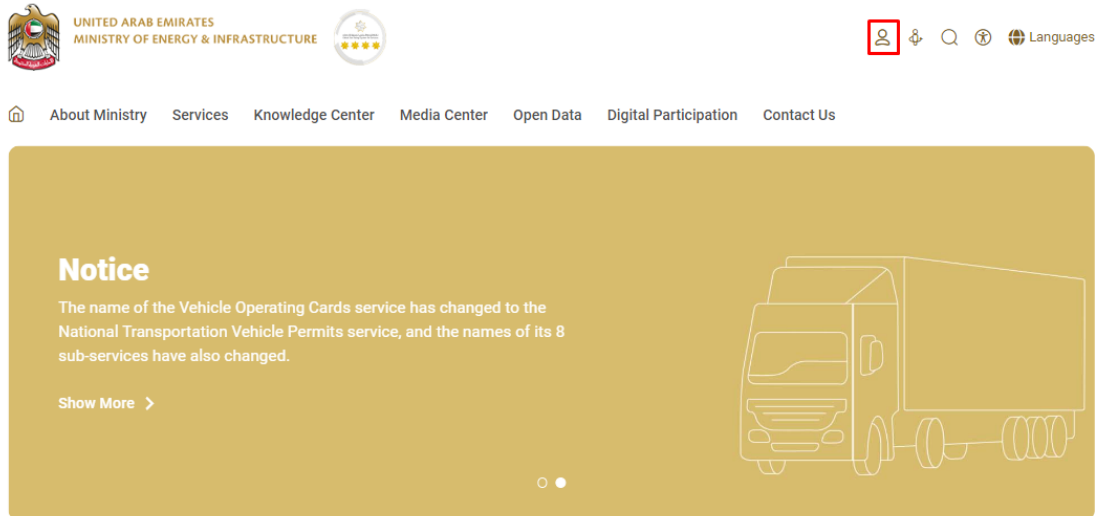 UNITED ARAB EMIRATES
MINISTRY OF ENERGY & INFRASTRUCTURE
Languages
About Ministry
Services
Knowledge Center
Media Center
Open Data
Digital Participation
Contact Us
Notice
The name of the Vehicle Operating Cards service has changed to the
National Transportation Vehicle Permits service, and the names of its 8
sub-services have also changed.
Show More